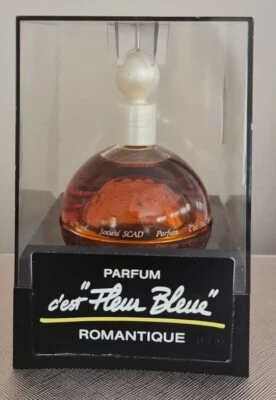 Société SCAD Parfum
PARFUM
c'est "Fleur Bleue"
ROMANTIQUE